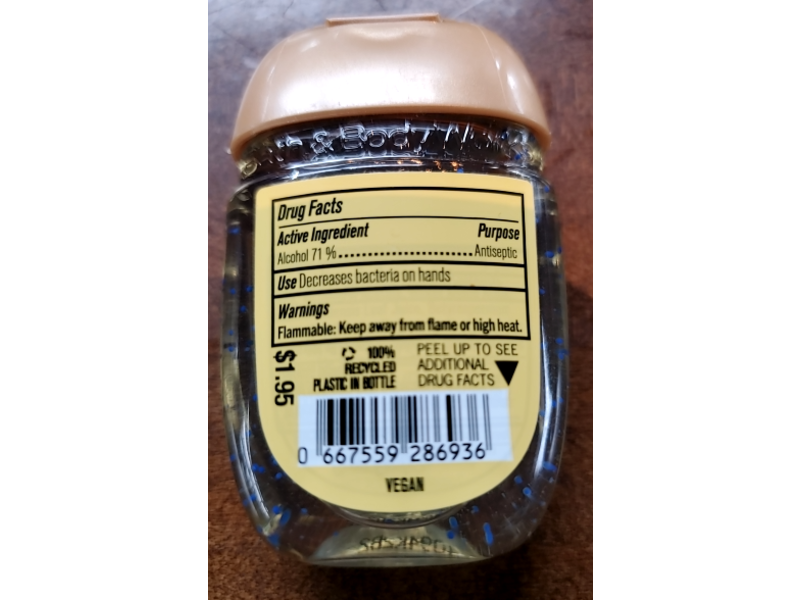 & Body
Drug Facts
Active Ingredient Purpose
Alcohol 71 %........................Antiseptic
Use Decreases bacteria on hands
Warnings
Flammable: Keep away from flame or high heat.
$1.95
100%
RECYCLED
PLASTIC IN BOTTLE
PEEL UP TO SEE
ADDITIONAL
DRUG FACTS
0 667559 286936
VEGAN